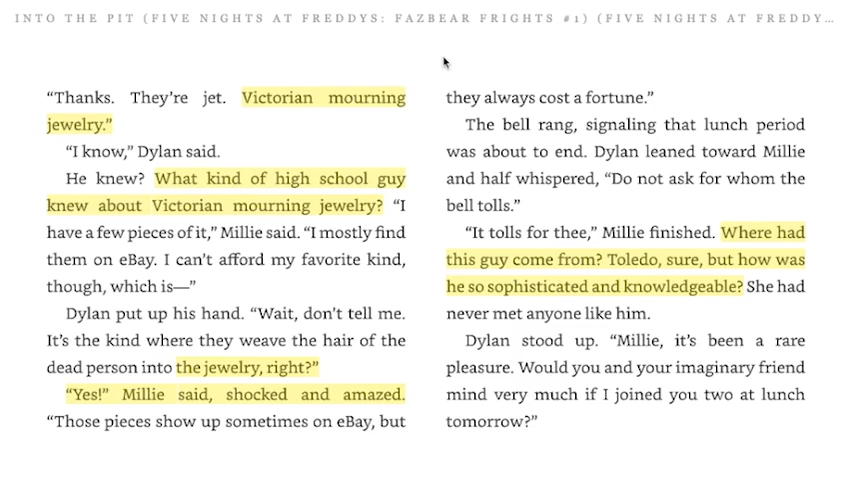 INTO THE PIT (FIVE NIGHTS AT FREDDYS: FAZBEAR FRIGHTS #1) (FIVE NIGHTS AT FREDDY...
“Thanks. They’re jet. Victorian mourning
jewelry.”
“I know,” Dylan said.
He knew? What kind of high school guy
knew about Victorian mourning jewelry? “I
have a few pieces of it,” Millie said. “I mostly find
them on eBay. I can’t afford my favorite kind,
though, which is—”
Dylan put up his hand. “Wait, don’t tell me.
It’s the kind where they weave the hair of the
dead person into the jewelry, right?”
“Yes!” Millie said, shocked and amazed.
“Those pieces show up sometimes on eBay, but
they always cost a fortune.”
The bell rang, signaling that lunch period
was about to end. Dylan leaned toward Millie
and half whispered, “Do not ask for whom the
bell tolls.”
“It tolls for thee,” Millie finished. Where had
this guy come from? Toledo, sure, but how was
he so sophisticated and knowledgeable? She had
never met anyone like him.
Dylan stood up. “Millie, it’s been a rare
pleasure. Would you and your imaginary friend
mind very much if I joined you two at lunch
tomorrow?”